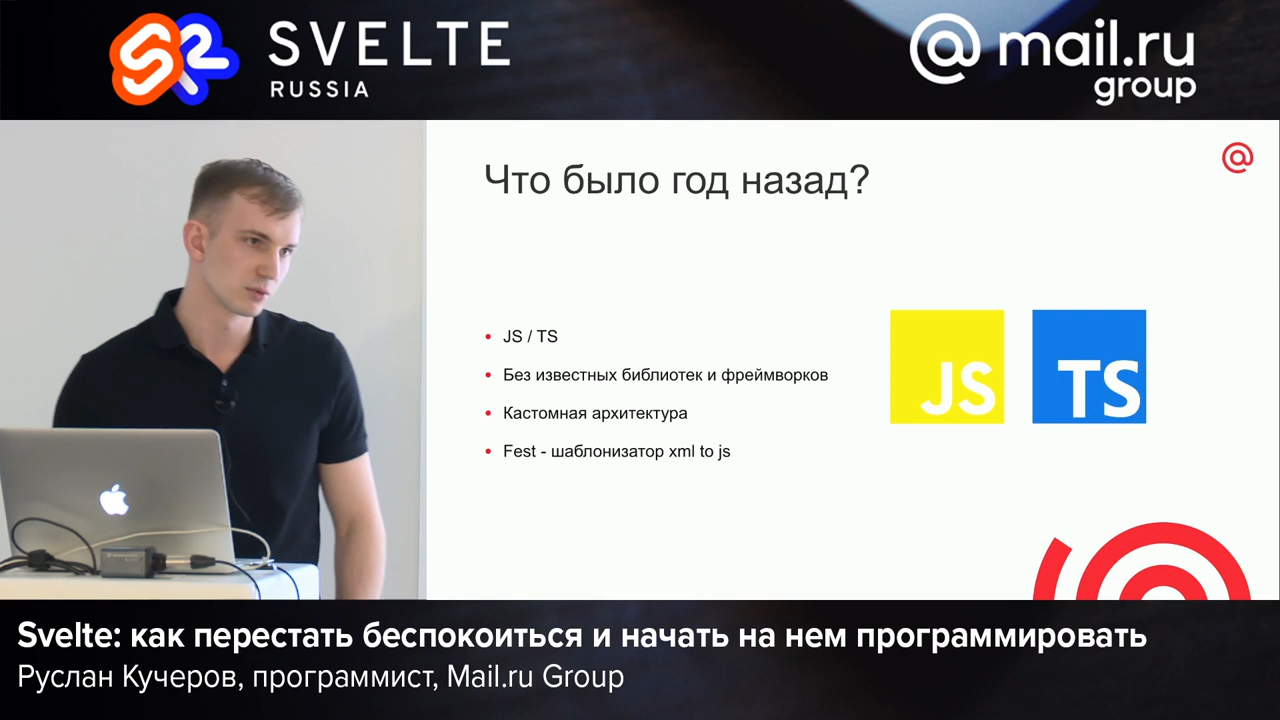 SVELTE
RUSSIA
@mail.ru
group
Что было год назад?
JS / TS
Без известных библиотек и фреймворков
Кастомная архитектура
Fest - шаблонизатор xml to js
JS
TS
Svelte: как перестать беспокоиться и начать на нем программировать
Руслан Кучеров, программист, Mail.ru Group